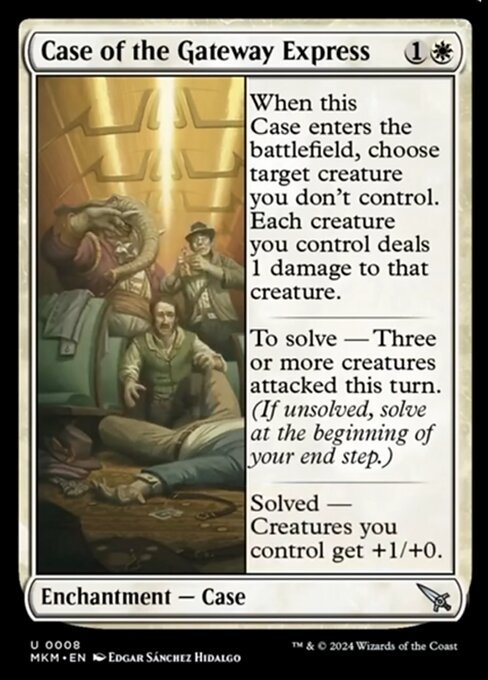 Case of the Gateway Express 1
When this
Case enters the
battlefield, choose
target creature
you don't control.
Each creature
you control deals
1 damage to that
creature.
To solve — Three
or more creatures
attacked this turn.
(If unsolved, solve
at the beginning of
your end step.)
Solved —
Creatures you
control get +1/+0.
Enchantment — Case
U 0008
MKM • EN Edgar Sánchez Hidalgo
™ & © 2024 Wizards of the Coast